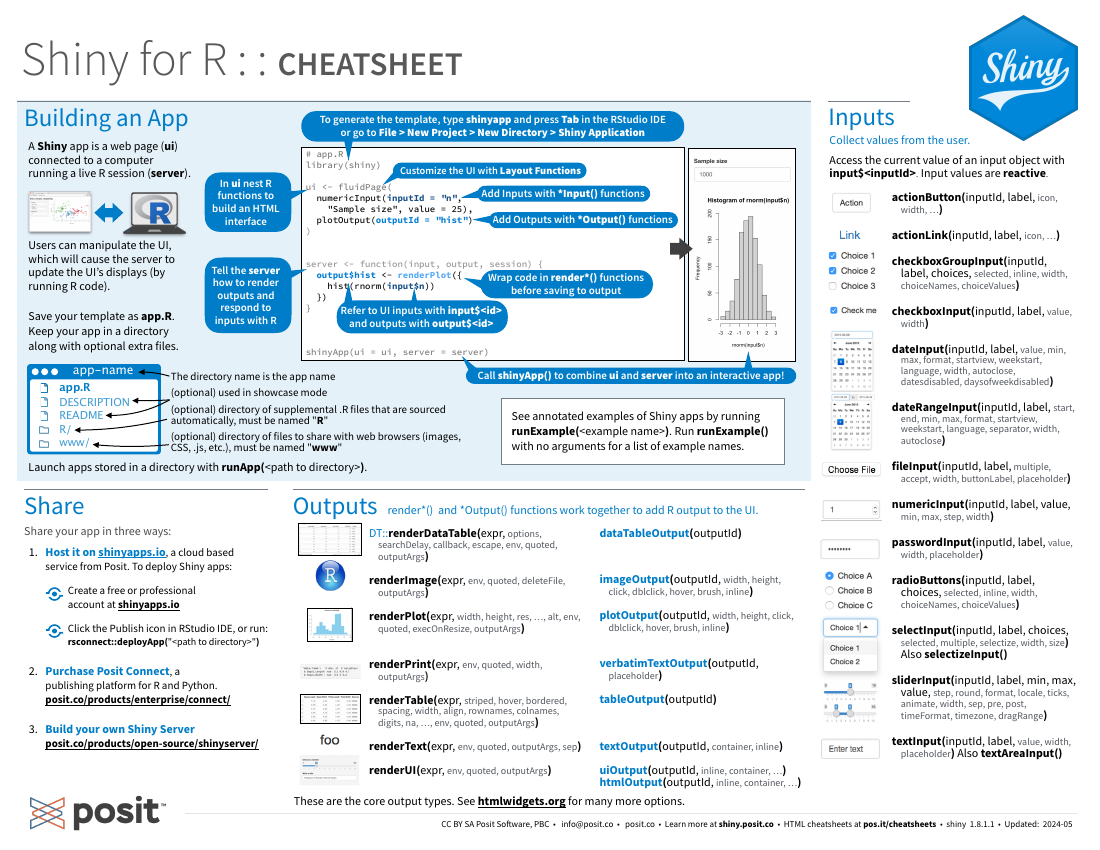 Shiny for R : : CHEATSHEET
Shiny
Building an App
A Shiny app is a web page (ui)
connected to a computer
running a live R session (server).
Users can manipulate the UI,
which will cause the server to
update the UI's displays (by
running R code).
Save your template as app.R.
Keep your app in a directory
along with optional extra files.
To generate the template, type shinyapp and press Tab in the RStudio IDE
or go to File > New Project > New Directory > Shiny Application
In ui nest R
functions to
build an HTML
interface
Tell the server
how to render
outputs and
respond to
inputs with R
# app.R
library(shiny)
Customize the UI with Layout Functions
ui <- fluidPage(
numericInput(inputId = "n",
Add Inputs with *Input() functions
"Sample size", value = 25),
plotOutput(outputId = "hist")
Add Outputs with *Output() functions
)
server <- function(input, output, session) {
output$hist <- renderPlot({
Wrap code in render*() functions
before saving to output
hist(rnorm(input$n))
})
}
Refer to UI inputs with input$<id>
and outputs with output$<id>
shinyApp(ui = ui, server = server)
Call shinyApp() to combine ui and server into an interactive app!
Sample size
1000
Histogram of rnorm(input$n)
Frequency
0 50 100 150 200
-3 -2 -1 0 1 2 3
rnorm(input$n)
app-name
The directory name is the app name
app.R
DESCRIPTION
(optional) used in showcase mode
README
R/
(optional) directory of supplemental .R files that are sourced
automatically, must be named "R"
www/
(optional) directory of files to share with web browsers (images,
CSS, .js, etc.), must be named "www"
Launch apps stored in a directory with runApp(<path to directory>).
See annotated examples of Shiny apps by running
runExample(<example name>). Run runExample()
with no arguments for a list of example names.
Share
Share your app in three ways:
1. Host it on shinyapps.io, a cloud based
service from Posit. To deploy Shiny apps:
Create a free or professional
account at shinyapps.io
Click the Publish icon in RStudio IDE, or run:
rsconnect::deployApp("<path to directory>")
2. Purchase Posit Connect, a
publishing platform for R and Python.
posit.co/products/enterprise/connect/
3. Build your own Shiny Server
posit.co/products/open-source/shinyserver/
Outputs render*() and *Output() functions work together to add R output to the UI.
DT::renderDataTable(expr, options,
searchDelay, callback, escape, env, quoted,
outputArgs)
dataTableOutput(outputId)
R
renderImage(expr, env, quoted, deleteFile,
outputArgs)
imageOutput(outputId, width, height,
click, dblclick, hover, brush, inline)
renderPlot(expr, width, height, res, …, alt, env,
quoted, execOnResize, outputArgs)
plotOutput(outputId, width, height, click,
dblclick, hover, brush, inline)
renderPrint(expr, env, quoted, width,
outputArgs)
verbatimTextOutput(outputId,
placeholder)
renderTable(expr, striped, hover, bordered,
spacing, width, align, rownames, colnames,
digits, na, …, env, quoted, outputArgs)
tableOutput(outputId)
foo
renderText(expr, env, quoted, outputArgs, sep)
textOutput(outputId, container, inline)
renderUI(expr, env, quoted, outputArgs)
uiOutput(outputId, inline, container, …)
htmlOutput(outputId, inline, container, …)
These are the core output types. See htmlwidgets.org for many more options.
Inputs
Collect values from the user.
Access the current value of an input object with
input$<inputId>. Input values are reactive.
Action
actionButton(inputId, label, icon,
width, …)
Link
actionLink(inputId, label, icon, …)
Choice 1
Choice 2
Choice 3
checkboxGroupInput(inputId,
label, choices, selected, inline, width,
choiceNames, choiceValues)
Check me
checkboxInput(inputId, label, value,
width)
dateInput(inputId, label, value, min,
max, format, startview, weekstart,
language, width, autoclose,
datesdisabled, daysofweekdisabled)
dateRangeInput(inputId, label, start,
end, min, max, format, startview,
weekstart, language, separator, width,
autoclose)
Choose File
fileInput(inputId, label, multiple,
accept, width, buttonLabel, placeholder)
1
numericInput(inputId, label, value,
min, max, step, width)
passwordInput(inputId, label, value,
width, placeholder)
Choice A
Choice B
Choice C
radioButtons(inputId, label,
choices, selected, inline, width,
choiceNames, choiceValues)
Choice 1
Choice 1
Choice 2
selectInput(inputId, label, choices,
selected, multiple, selectize, width, size)
Also selectizeInput()
sliderInput(inputId, label, min, max,
value, step, round, format, locale, ticks,
animate, width, sep, pre, post,
timeFormat, timezone, dragRange)
Enter text
textInput(inputId, label, value, width,
placeholder) Also textAreaInput()
posit™
CC BY SA Posit Software, PBC • info@posit.co • posit.co • Learn more at shiny.posit.co • HTML cheatsheets at pos.it/cheatsheets • shiny 1.8.1.1 • Updated: 2024-05